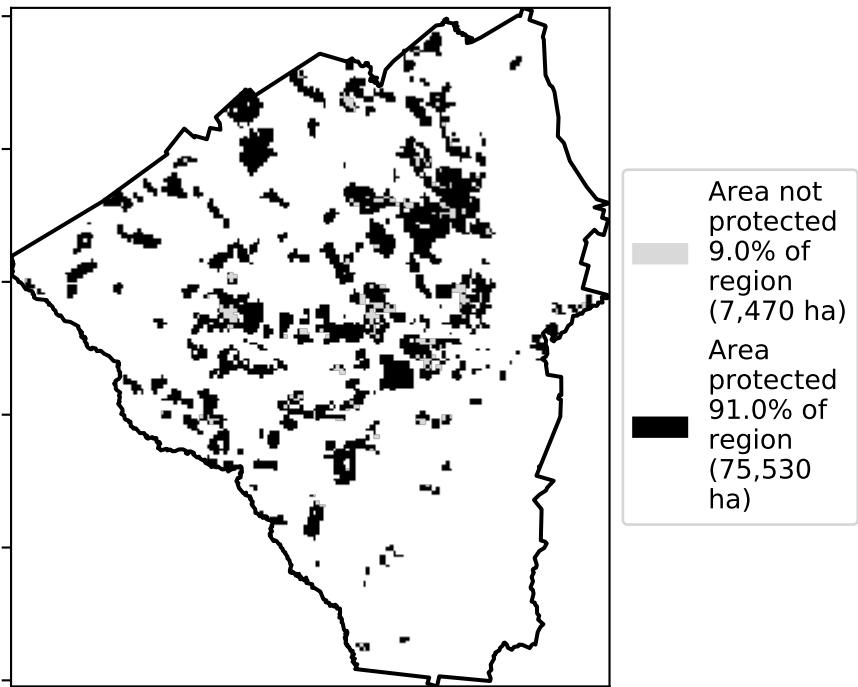 Area not
protected
9.0% of
region
(7,470 ha)
Area
protected
91.0% of
region
(75,530
ha)